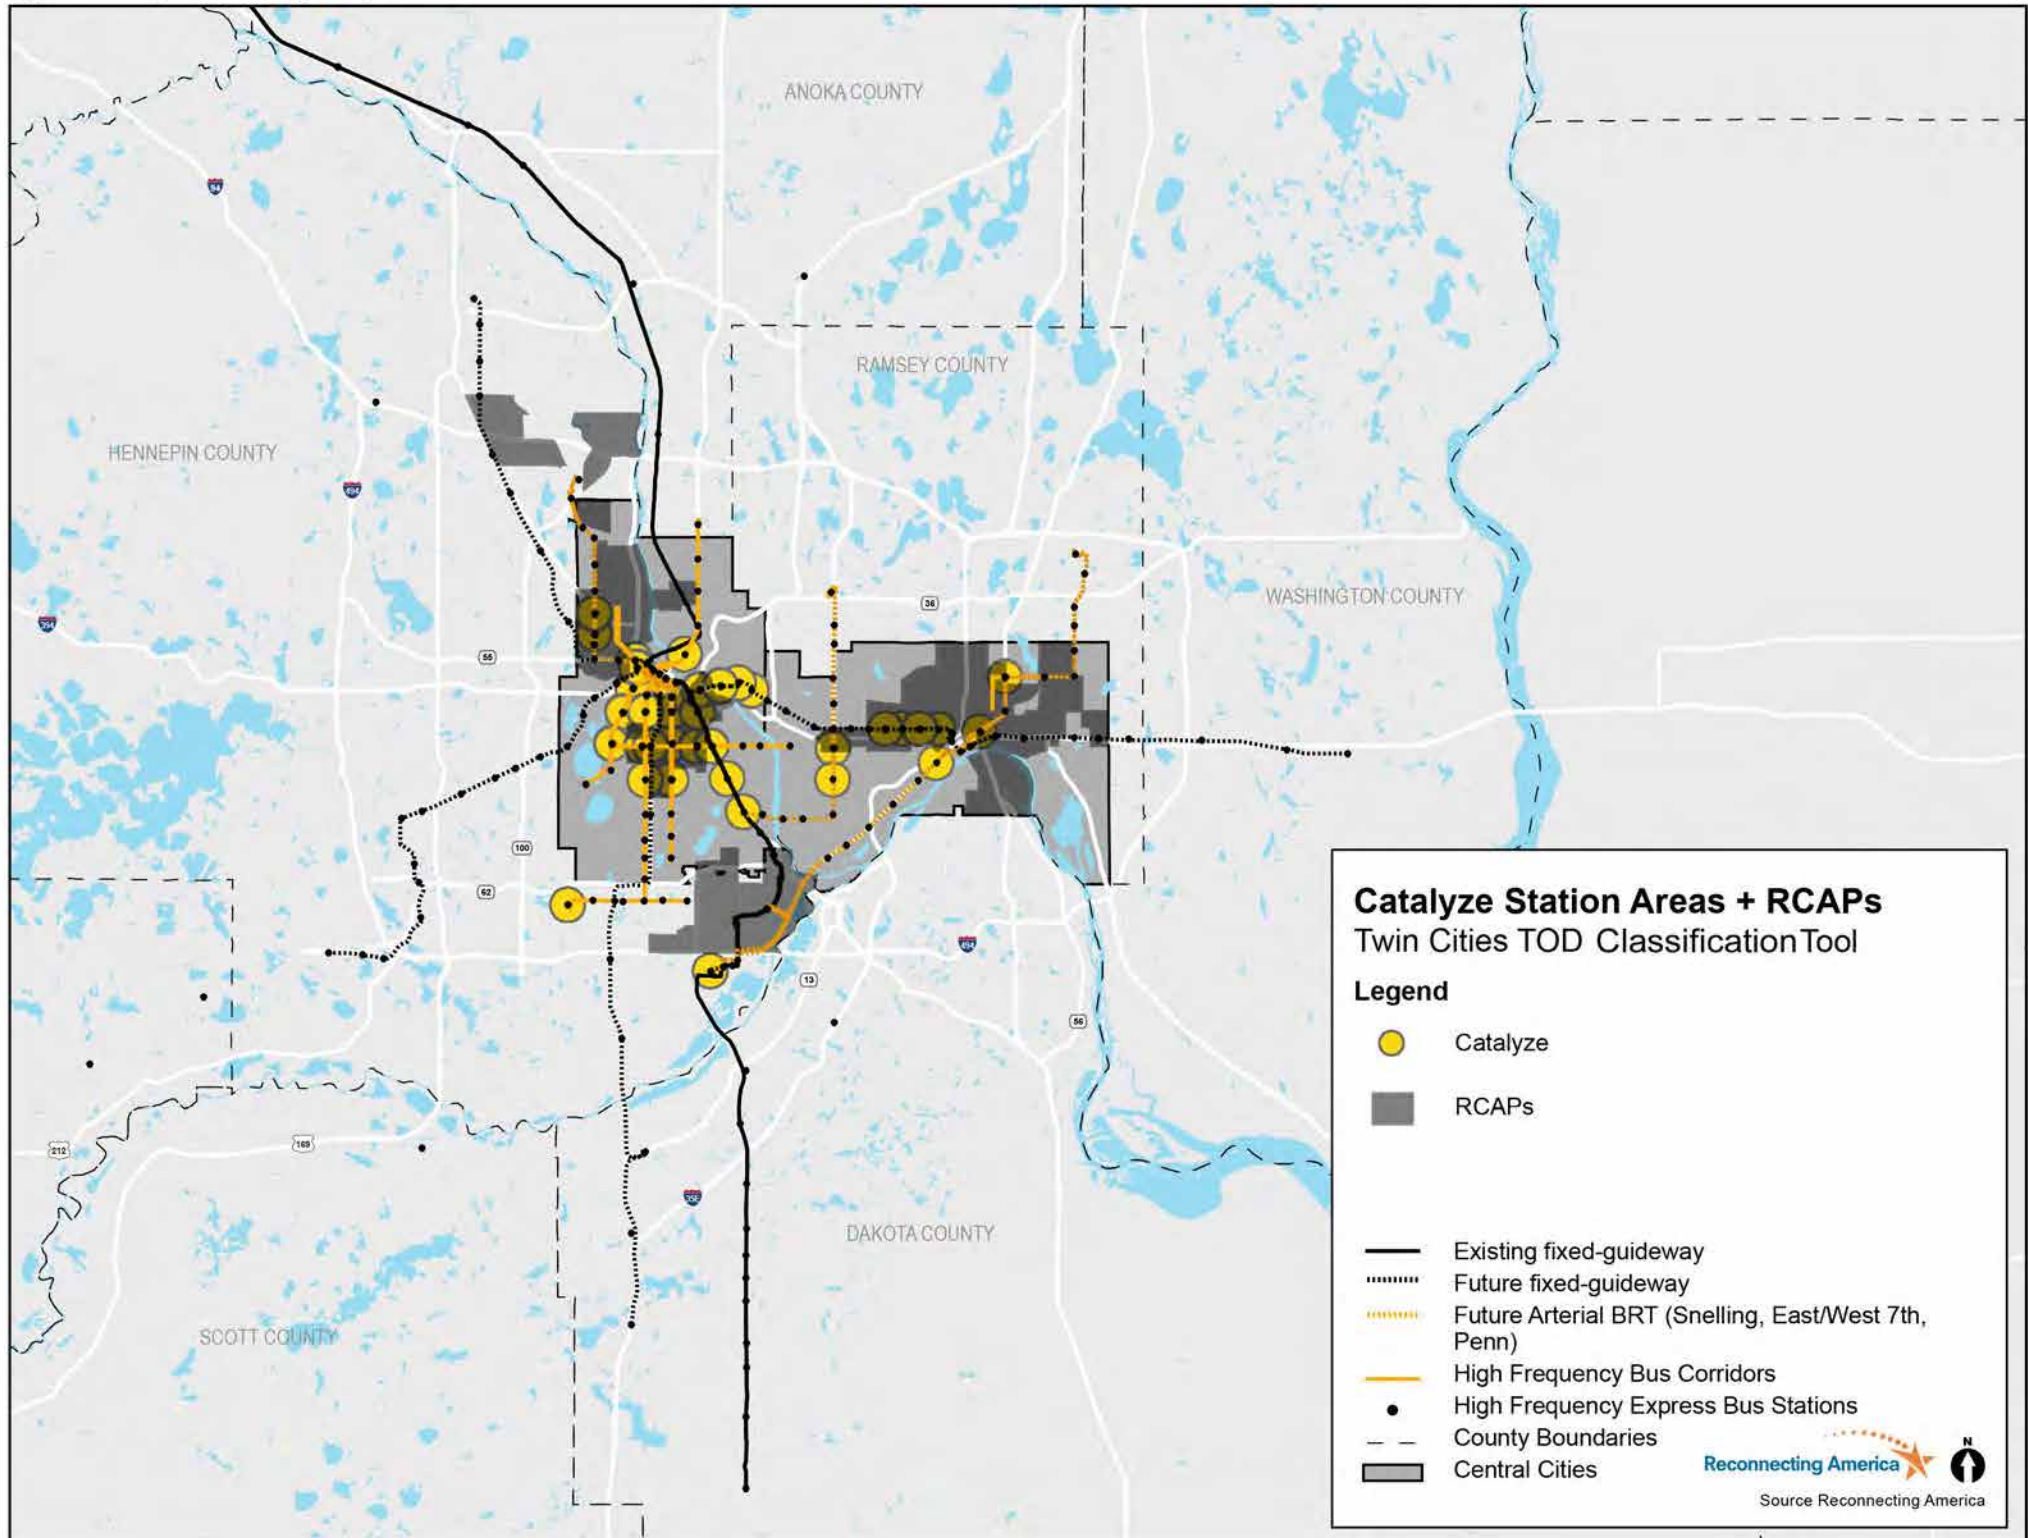 ANOKA COUNTY
94
RAMSEY COUNTY
HENNEPIN COUNTY
494
WASHINGTON COUNTY
36
394
55
100
62
494
13
56
212
169
35E
DAKOTA COUNTY
SCOTT COUNTY
Catalyze Station Areas + RCAPs
Twin Cities TOD Classification Tool
Legend
Catalyze
RCAPs
Existing fixed-guideway
Future fixed-guideway
Future Arterial BRT (Snelling, East/West 7th,
Penn)
High Frequency Bus Corridors
High Frequency Express Bus Stations
County Boundaries
Central Cities
Reconnecting America
N
Source Reconnecting America